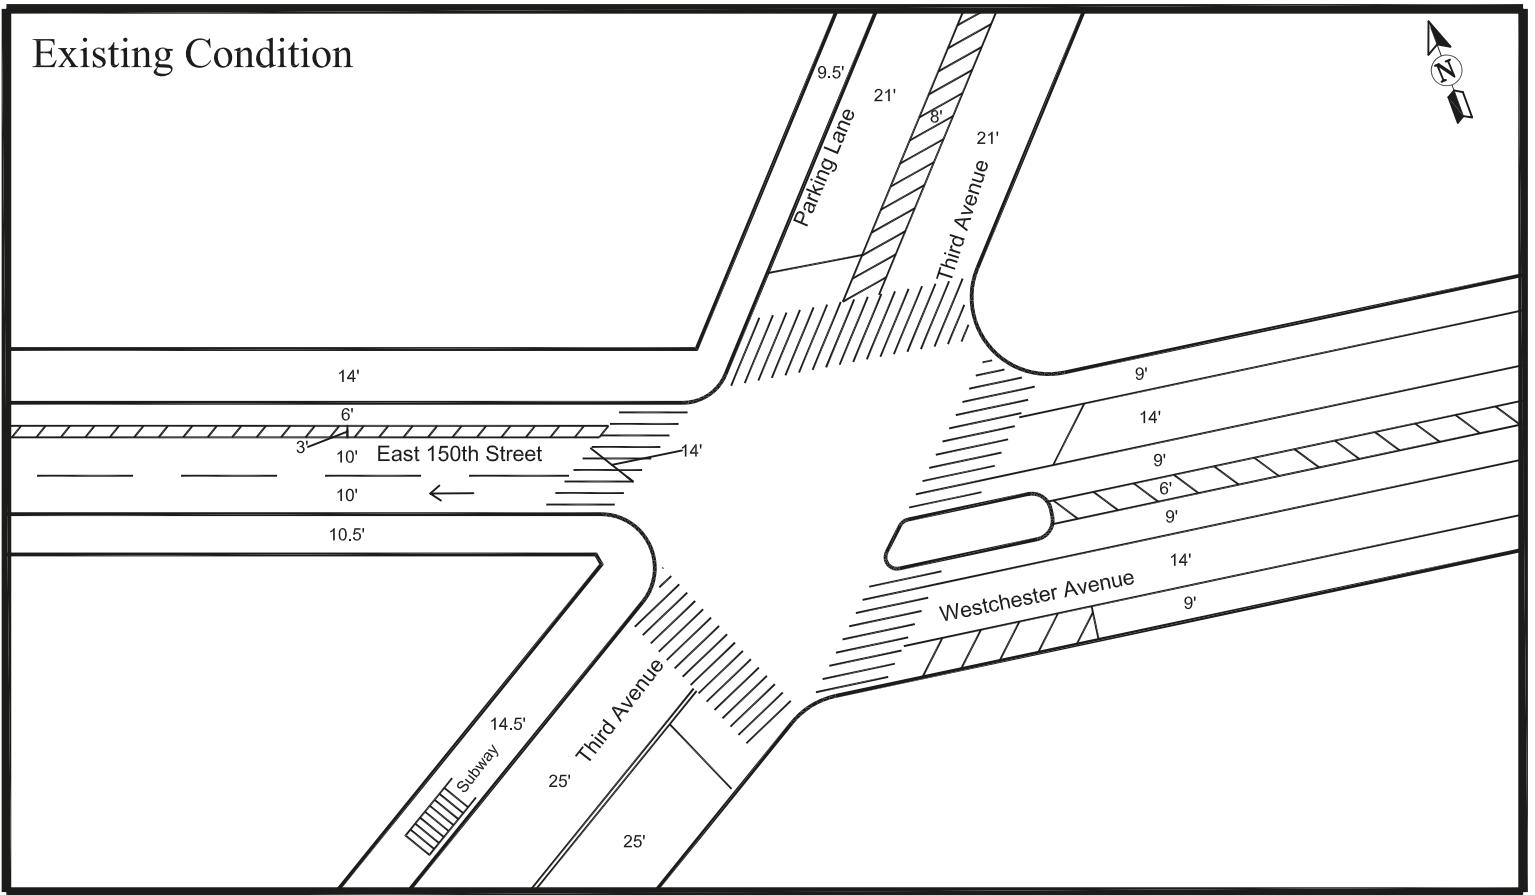 Existing Condition
9.5'
21'
8'
21'
Parking Lane
Third Avenue
N
14'
6'
3'
10'
East 150th Street
14'
10'
10.5'
9'
14'
9'
6'
9'
14'
Westchester Avenue
9'
Third Avenue
14.5'
Subway
25'
25'